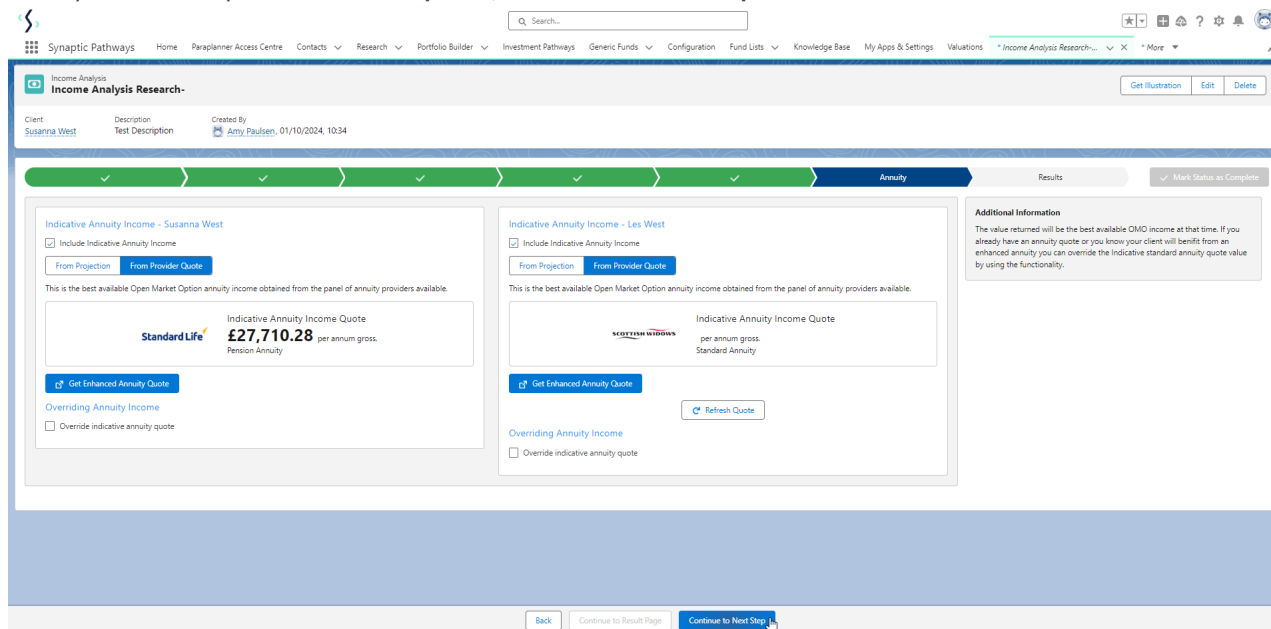 Search...
Synaptic Pathways
Home
Paraplanner Access Centre
Contacts
Research
Portfolio Builder
Investment Pathways
Generic Funds
Configuration
Fund Lists
Knowledge Base
My Apps & Settings
Valuations
* Income Analysis Research-...
* More
Income Analysis
Income Analysis Research-
Get Illustration
Edit
Delete
Client
Description
Created By
Susanna West
Test Description
Amy Paulsen, 01/10/2024, 10:34
Annuity
Results
Mark Status as Complete
Indicative Annuity Income - Susanna West
Include Indicative Annuity Income
From Projection
From Provider Quote
This is the best available Open Market Option annuity income obtained from the panel of annuity providers available.
Standard Life
Indicative Annuity Income Quote
£27,710.28 per annum gross.
Pension Annuity
Get Enhanced Annuity Quote
Overriding Annuity Income
Override indicative annuity quote
Indicative Annuity Income - Les West
Include Indicative Annuity Income
From Projection
From Provider Quote
This is the best available Open Market Option annuity income obtained from the panel of annuity providers available.
SCOTTISH WIDOWS
Indicative Annuity Income Quote
per annum gross.
Standard Annuity
Get Enhanced Annuity Quote
Refresh Quote
Overriding Annuity Income
Override indicative annuity quote
Additional Information
The value returned will be the best available OMO income at that time. If you
already have an annuity quote or you know your client will benifit from an
enhanced annuity you can override the Indicative standard annuity quote value
by using the functionality.
Back
Continue to Result Page
Continue to Next Step